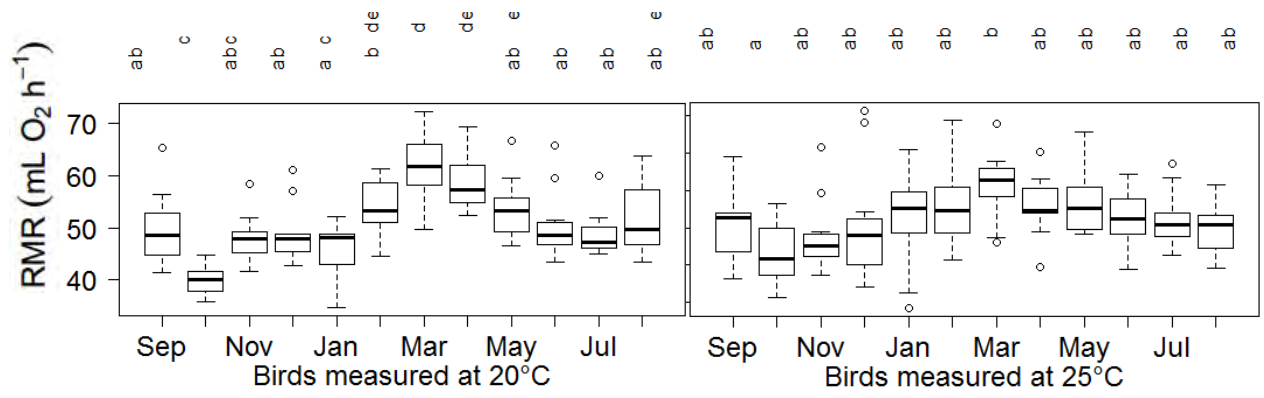 ab
c
abc
ab
a c
b de
d
de
ab e
ab
ab
ab e
ab
a
ab
ab
ab
ab
b
ab
ab
ab
ab
ab
RMR (mL O₂ h⁻¹)
70
60
50
40
Sep Nov Jan Mar May Jul
Birds measured at 20°C
Sep Nov Jan Mar May Jul
Birds measured at 25°C